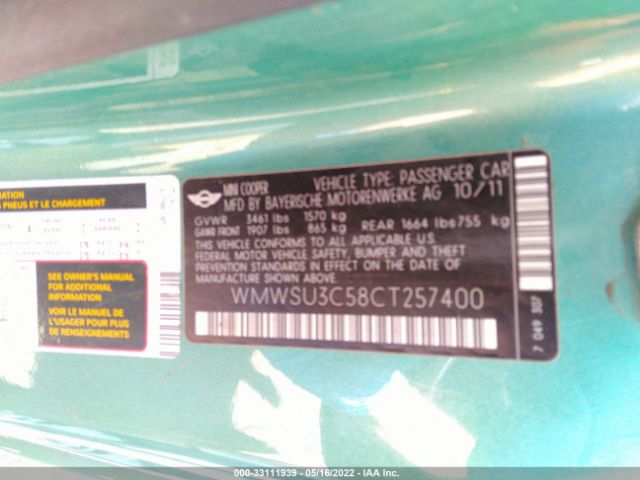 MINI COOPER VEHICLE TYPE: PASSENGER CAR
MFD BY BAYERISCHE MOTORENWERKE AG 10/11
GVWR 3461 lbs 1570 kg
GAWR FRONT 1907 lbs 865 kg REAR 1664 lbs 755 kg
THIS VEHICLE CONFORMS TO ALL APPLICABLE U.S.
FEDERAL MOTOR VEHICLE SAFETY, BUMPER, AND THEFT
PREVENTION STANDARDS IN EFFECT ON THE DATE OF
MANUFACTURE SHOWN ABOVE.
WMWSU3C58CT257400
7 049 307
PNEUS ET LE CHARGEMENT
SEE OWNER'S MANUAL
FOR ADDITIONAL
INFORMATION
VOIR LE MANUEL DE
L'USAGER POUR PLUS
DE RENSEIGNEMENTS
000-33111939 - 05/16/2022 - IAA Inc.